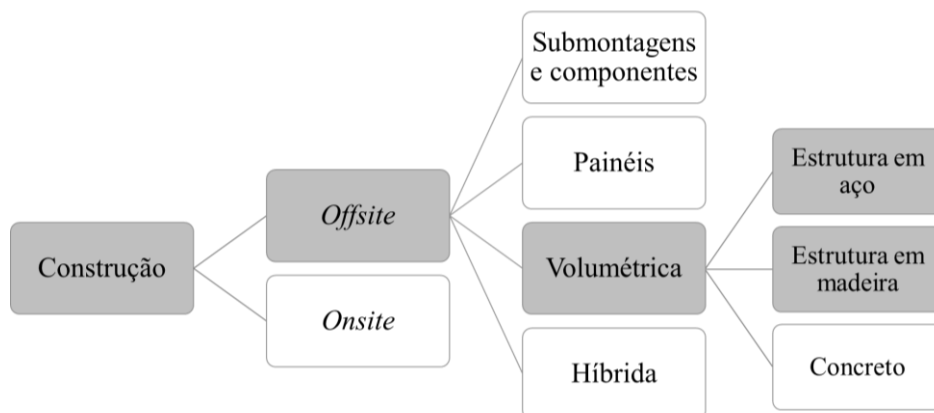 Construção
Offsite
Onsite
Submontagens
e componentes
Painéis
Volumétrica
Híbrida
Estrutura em
aço
Estrutura em
madeira
Concreto